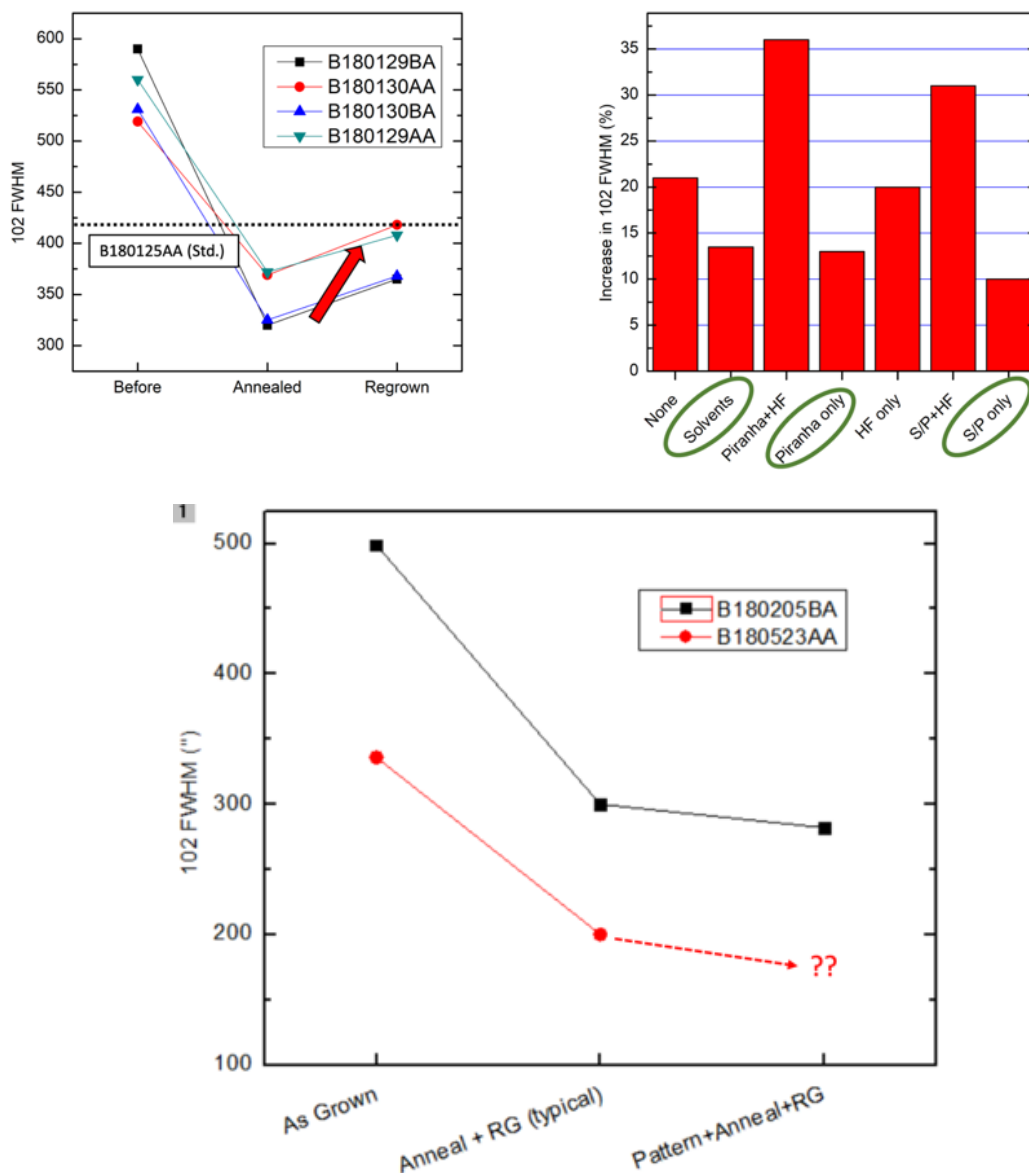 600
550
500
450
400
350
300
102 FWHM
Before
Annealed
Regrown
B180129BA
B180130AA
B180130BA
B180129AA
B180125AA (Std.)
35
30
25
20
15
10
5
0
Increase in 102 FWHM (%)
None
Solvents
Piranha+HF
Piranha only
HF only
S/P+HF
S/P only
1
500
400
300
200
100
102 FWHM (")
As Grown
Anneal + RG (typical)
Pattern+Anneal+RG
B180205BA
B180523AA
??